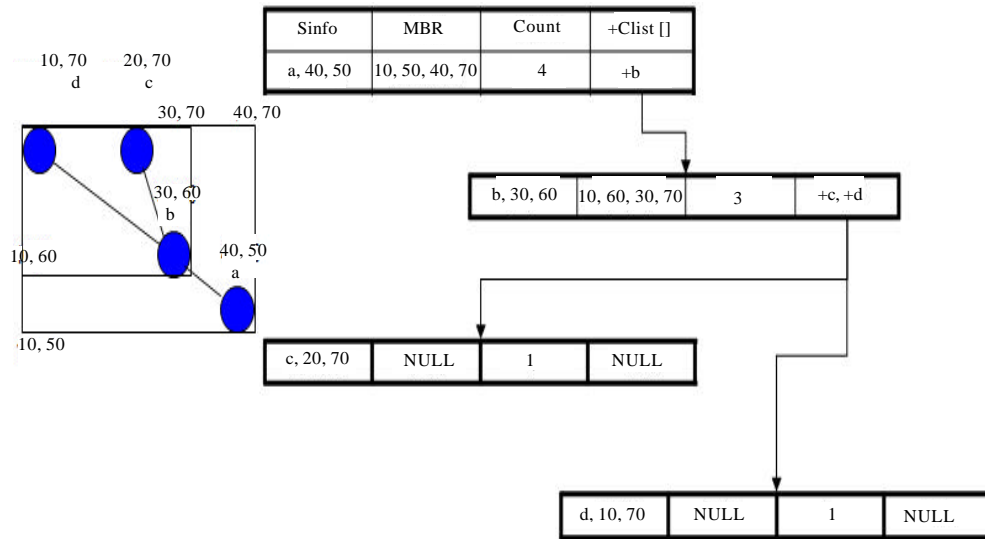 Sinfo MBR Count +Clist []
a, 40, 50 10, 50, 40, 70 4 +b
10, 70 20, 70
d c
30, 70 40, 70
30, 60
b
10, 60 40, 50
a
10, 50
b, 30, 60 10, 60, 30, 70 3 +c, +d
c, 20, 70 NULL 1 NULL
d, 10, 70 NULL 1 NULL